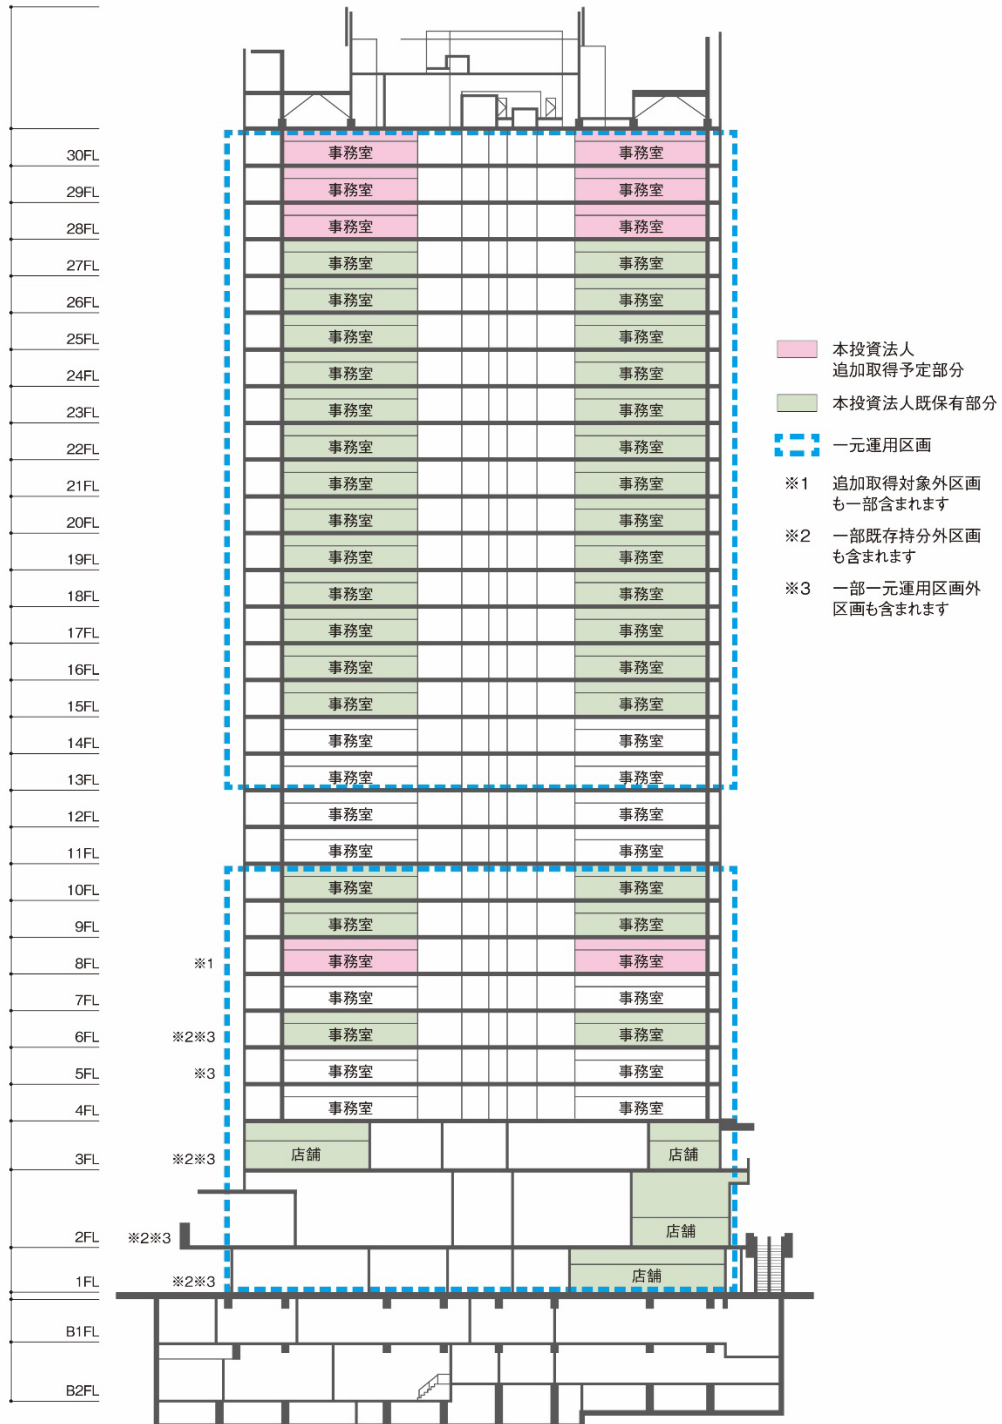 30FL 事務室 事務室
29FL 事務室 事務室
28FL 事務室 事務室
27FL 事務室 事務室
26FL 事務室 事務室
25FL 事務室 事務室
24FL 事務室 事務室
23FL 事務室 事務室
22FL 事務室 事務室
21FL 事務室 事務室
20FL 事務室 事務室
19FL 事務室 事務室
18FL 事務室 事務室
17FL 事務室 事務室
16FL 事務室 事務室
15FL 事務室 事務室
14FL 事務室 事務室
13FL 事務室 事務室
12FL 事務室 事務室
11FL 事務室 事務室
10FL 事務室 事務室
9FL 事務室 事務室
8FL ※1 事務室 事務室
7FL 事務室 事務室
6FL ※2※3 事務室 事務室
5FL ※3 事務室 事務室
4FL 事務室 事務室
3FL ※2※3 店舗 店舗
2FL ※2※3 店舗
1FL ※2※3 店舗
B1FL
B2FL
本投資法人
追加取得予定部分
本投資法人既保有部分
一元運用区画
※1 追加取得対象外区画
も一部含まれます
※2 一部既存持分外区画
も含まれます
※3 一部一元運用区画外
区画も含まれます